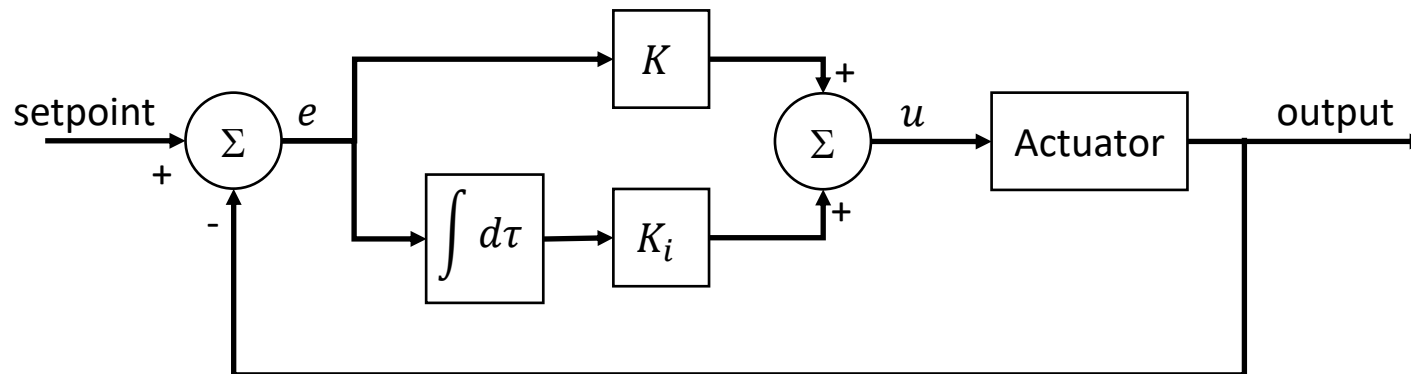 K
+
setpoint
Σ
e
Σ
u
Actuator
output
+
-
∫ dτ
K_i
+